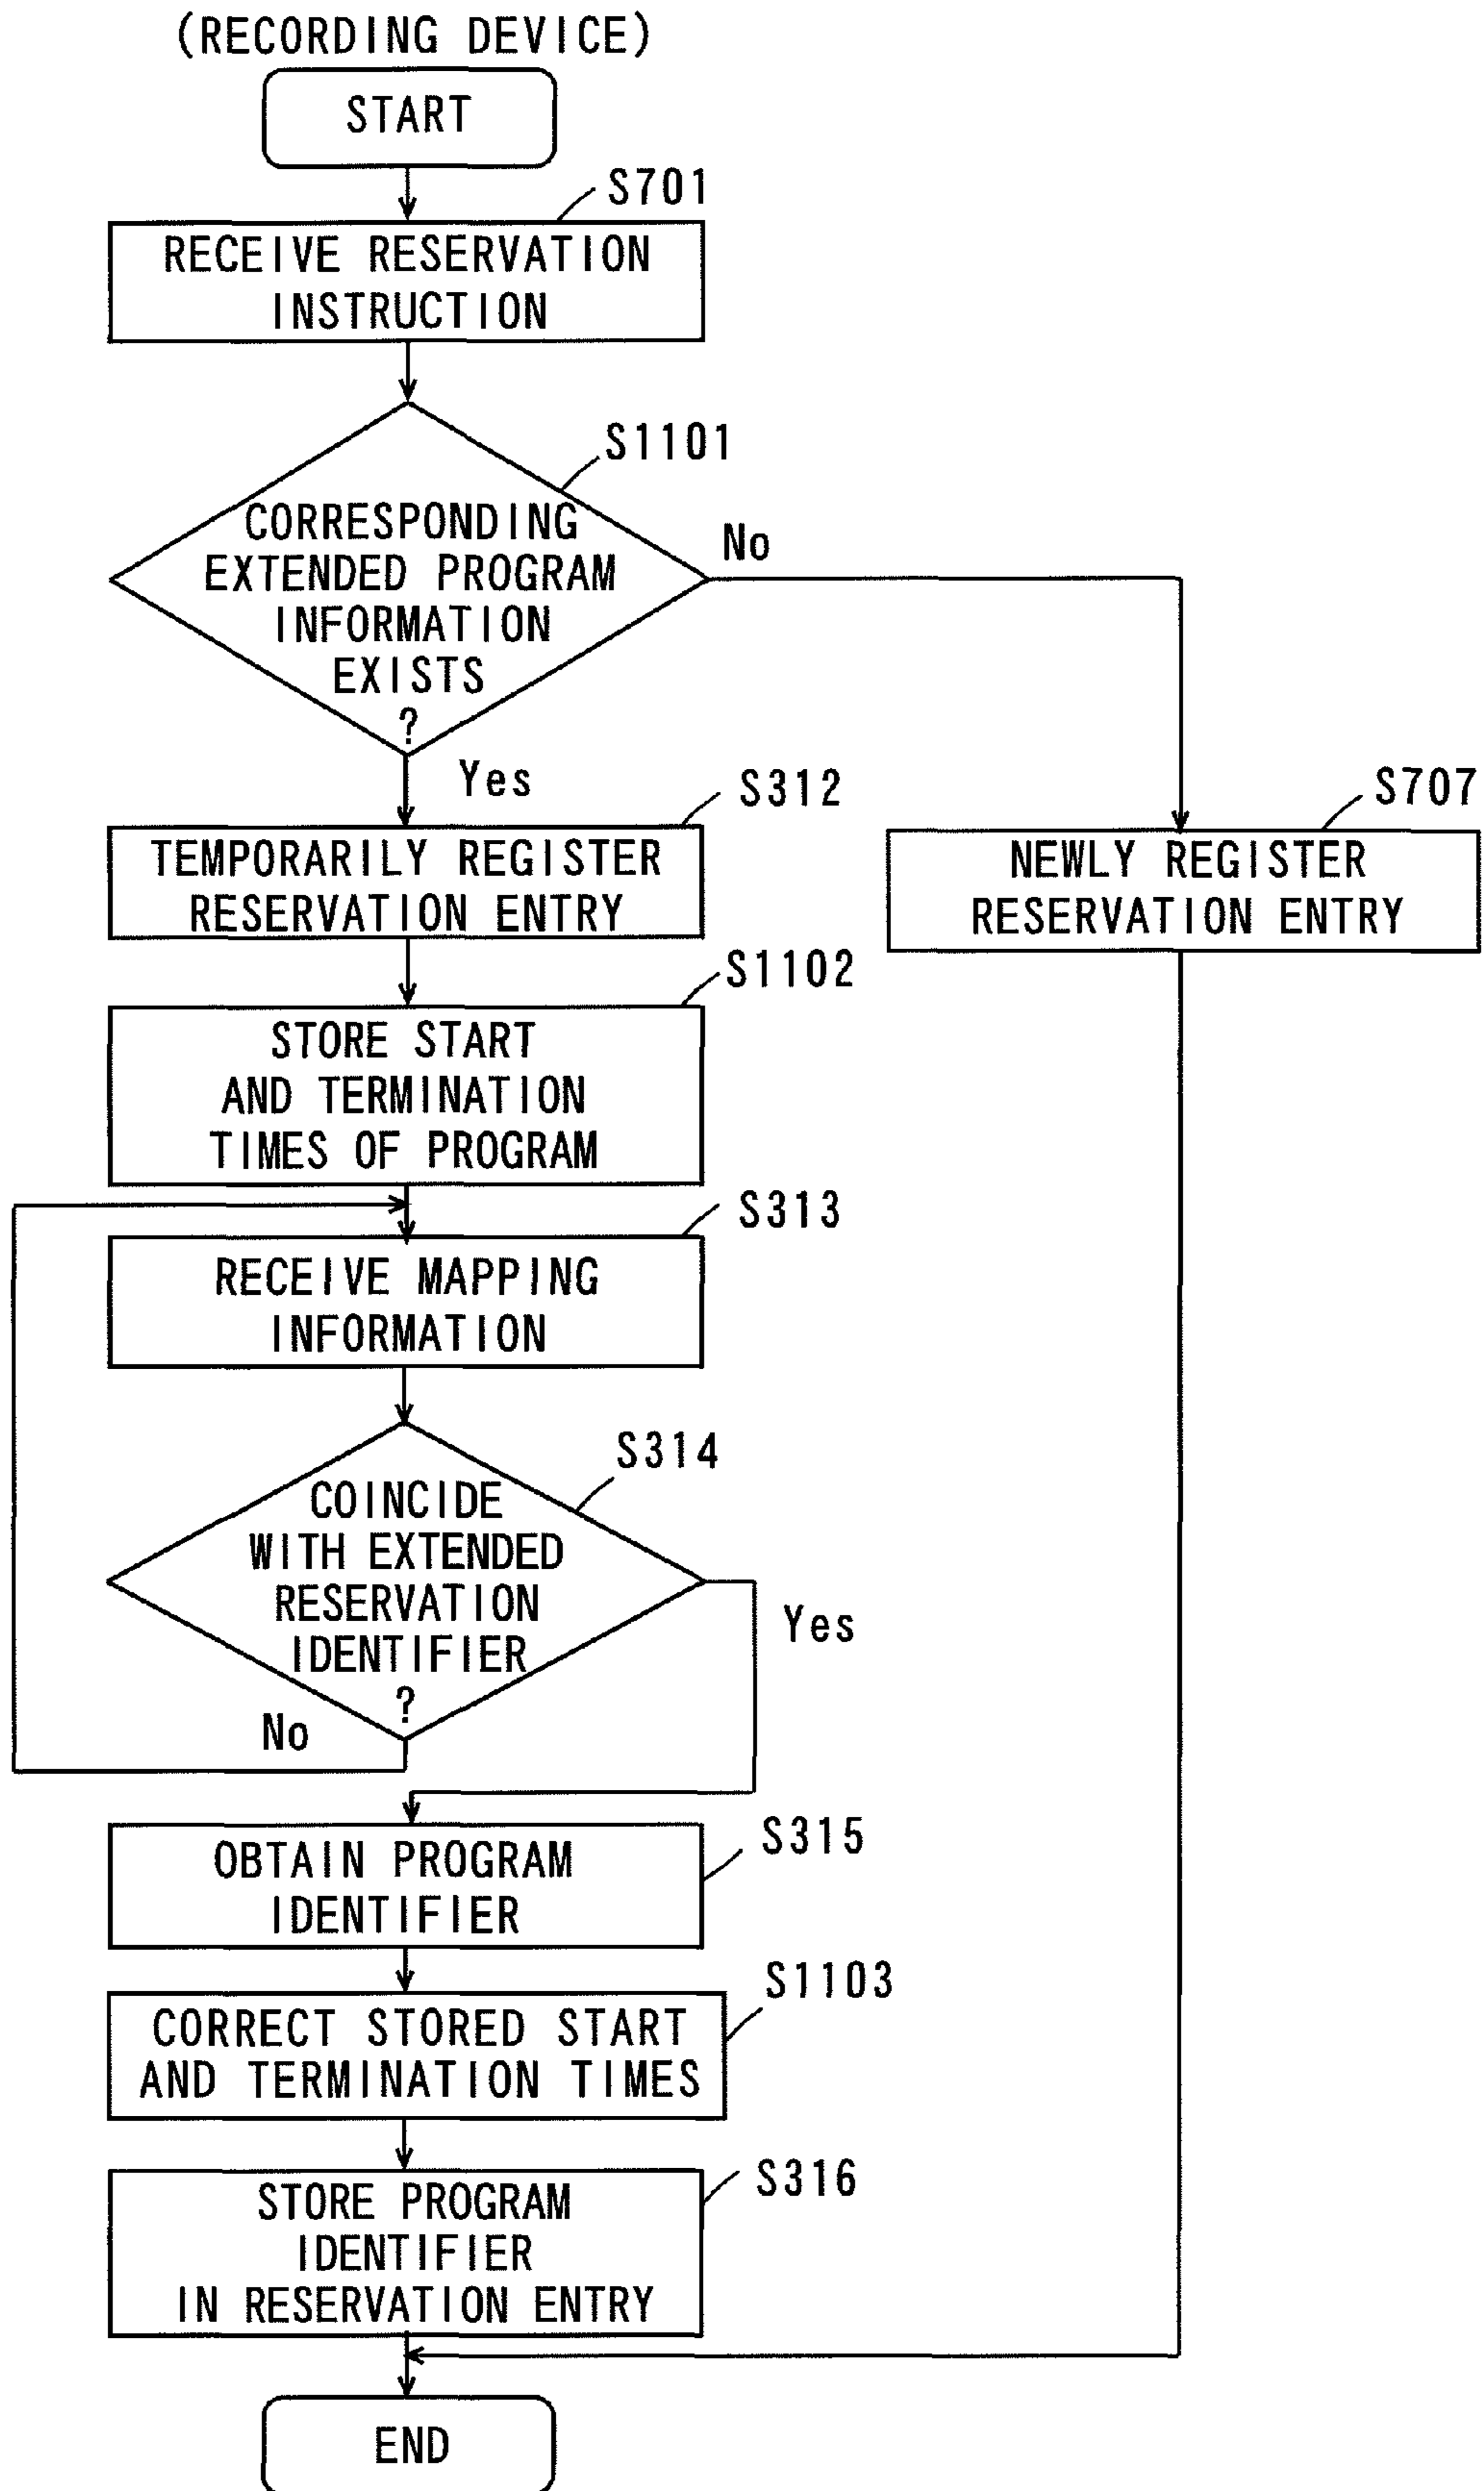 (RECORDING DEVICE)
START
S701
RECEIVE RESERVATION
INSTRUCTION
S1101
CORRESPONDING
EXTENDED PROGRAM
INFORMATION
EXISTS
?
No
Yes
S312
TEMPORARILY REGISTER
RESERVATION ENTRY
S707
NEWLY REGISTER
RESERVATION ENTRY
S1102
STORE START
AND TERMINATION
TIMES OF PROGRAM
S313
RECEIVE MAPPING
INFORMATION
S314
COINCIDE
WITH EXTENDED
RESERVATION
IDENTIFIER
?
Yes
No
S315
OBTAIN PROGRAM
IDENTIFIER
S1103
CORRECT STORED START
AND TERMINATION TIMES
S316
STORE PROGRAM
IDENTIFIER
IN RESERVATION ENTRY
END